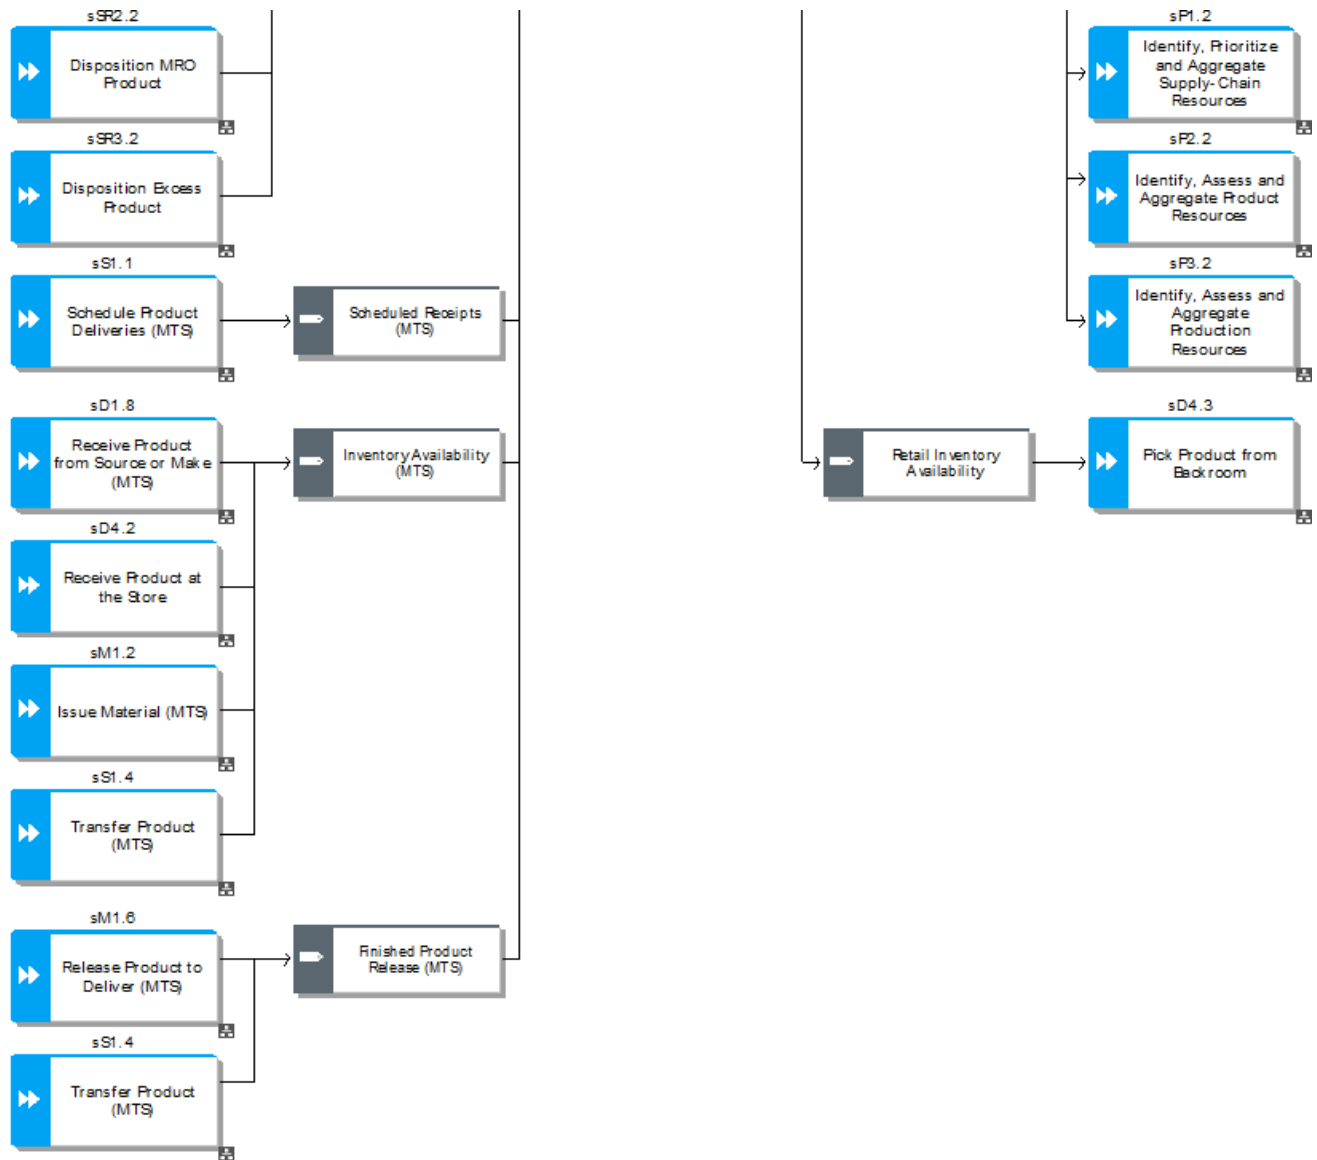 sSR2.2
Disposition MRO
Product
sSR3.2
Disposition Excess
Product
sS1.1
Schedule Product
Deliveries (MTS)
Scheduled Receipts
(MTS)
sD1.8
Receive Product
from Source or Make
(MTS)
Inventory Availability
(MTS)
sD4.2
Receive Product at
the Store
sM1.2
Issue Material (MTS)
sS1.4
Transfer Product
(MTS)
sM1.6
Release Product to
Deliver (MTS)
Finished Product
Release (MTS)
sS1.4
Transfer Product
(MTS)
sP1.2
Identify, Prioritize
and Aggregate
Supply-Chain
Resources
sP2.2
Identify, Assess and
Aggregate Product
Resources
sP3.2
Identify, Assess and
Aggregate
Production
Resources
Retail Inventory
Availability
sD4.3
Pick Product from
Backroom